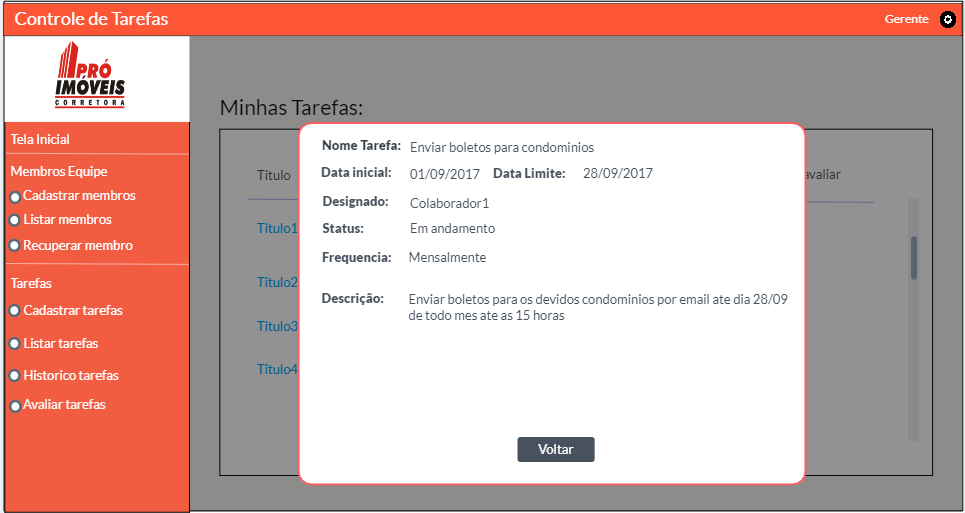 Controle de Tarefas
Gerente
PRÓ
IMÓVEIS
CORRETORA
Tela Inicial
Membros Equipe
Cadastrar membros
Listar membros
Recuperar membro
Tarefas
Cadastrar tarefas
Listar tarefas
Historico tarefas
Avaliar tarefas
Minhas Tarefas:
Titulo
avaliar
Titulo1
Titulo2
Titulo3
Titulo4
Nome Tarefa: Enviar boletos para condominios
Data inicial: 01/09/2017 Data Limite: 28/09/2017
Designado: Colaborador1
Status: Em andamento
Frequencia: Mensalmente
Descrição: Enviar boletos para os devidos condominios por email ate dia 28/09
de todo mes ate as 15 horas
Voltar